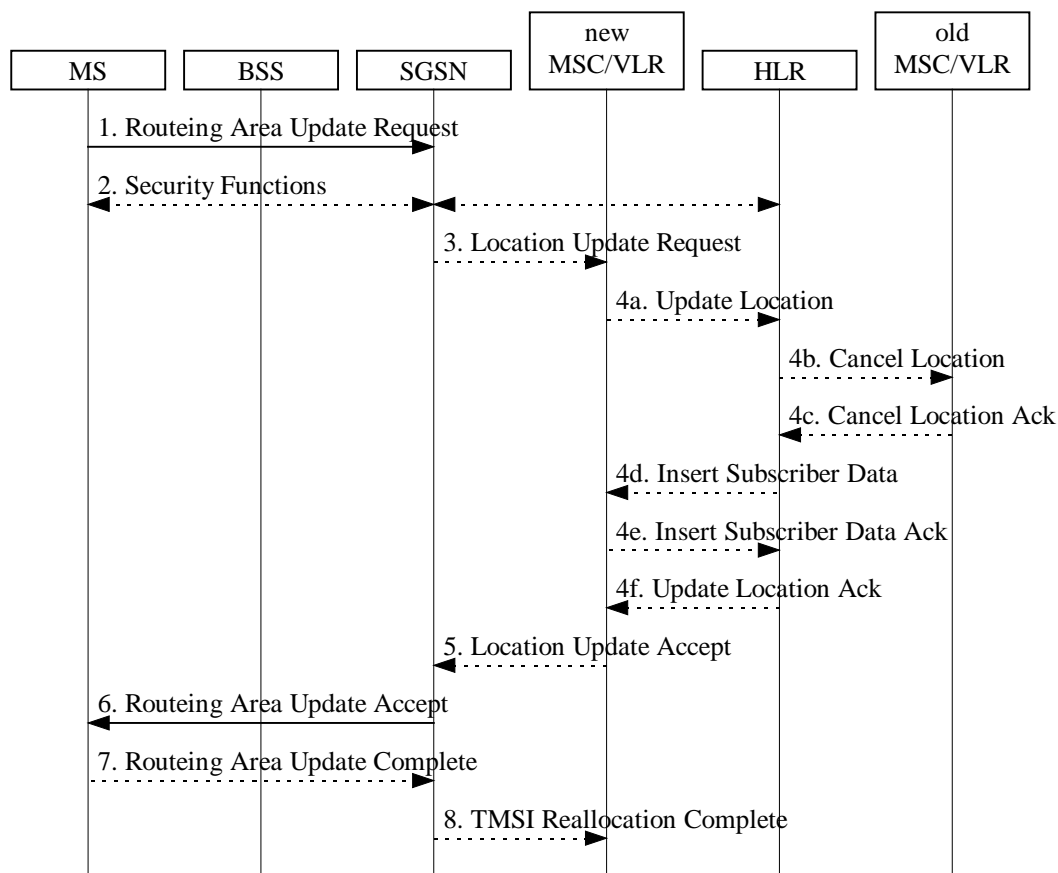 new
MSC/VLR
old
MSC/VLR
MS
BSS
SGSN
HLR
1. Routeing Area Update Request
2. Security Functions
3. Location Update Request
4a. Update Location
4b. Cancel Location
4c. Cancel Location Ack
4d. Insert Subscriber Data
4e. Insert Subscriber Data Ack
4f. Update Location Ack
5. Location Update Accept
6. Routeing Area Update Accept
7. Routeing Area Update Complete
8. TMSI Reallocation Complete